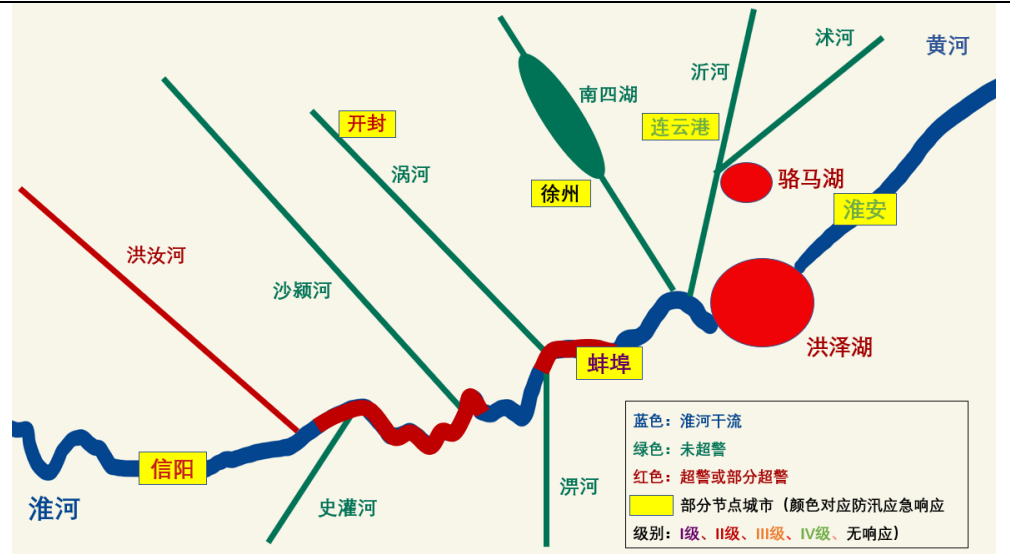 沭河
黄河
沂河
南四湖
开封
连云港
涡河
骆马湖
徐州
淮安
洪汝河
沙颍河
洪泽湖
蚌埠
信阳
淠河
淮河
史灌河
蓝色：淮河干流
绿色：未超警
红色：超警或部分超警
部分节点城市（颜色对应防汛应急响应
级别：I级、II级、III级、IV级、无响应）